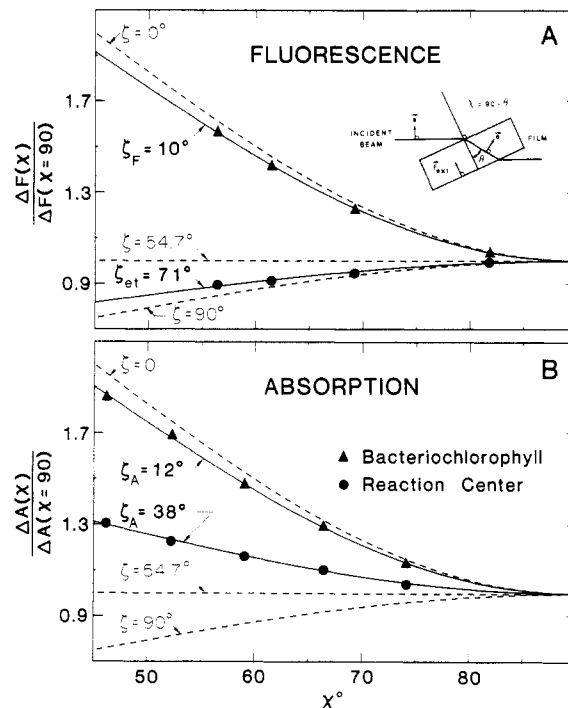 A
FLUORESCENCE
ΔF(χ)
ΔF(χ=90)
1.7
1.3
0.9
ζ=0°
ζF=10°
ζ=54.7°
ζet=71°
ζ=90°
χ=90-θ
INCIDENT
BEAM
FILM
θ
B
ABSORPTION
ΔA(χ)
ΔA(χ=90)
1.7
1.3
0.9
ζ=0
ζA=12°
ζA=38°
ζ=54.7°
ζ=90°
▲ Bacteriochlorophyll
● Reaction Center
50 60 70 80
χ°